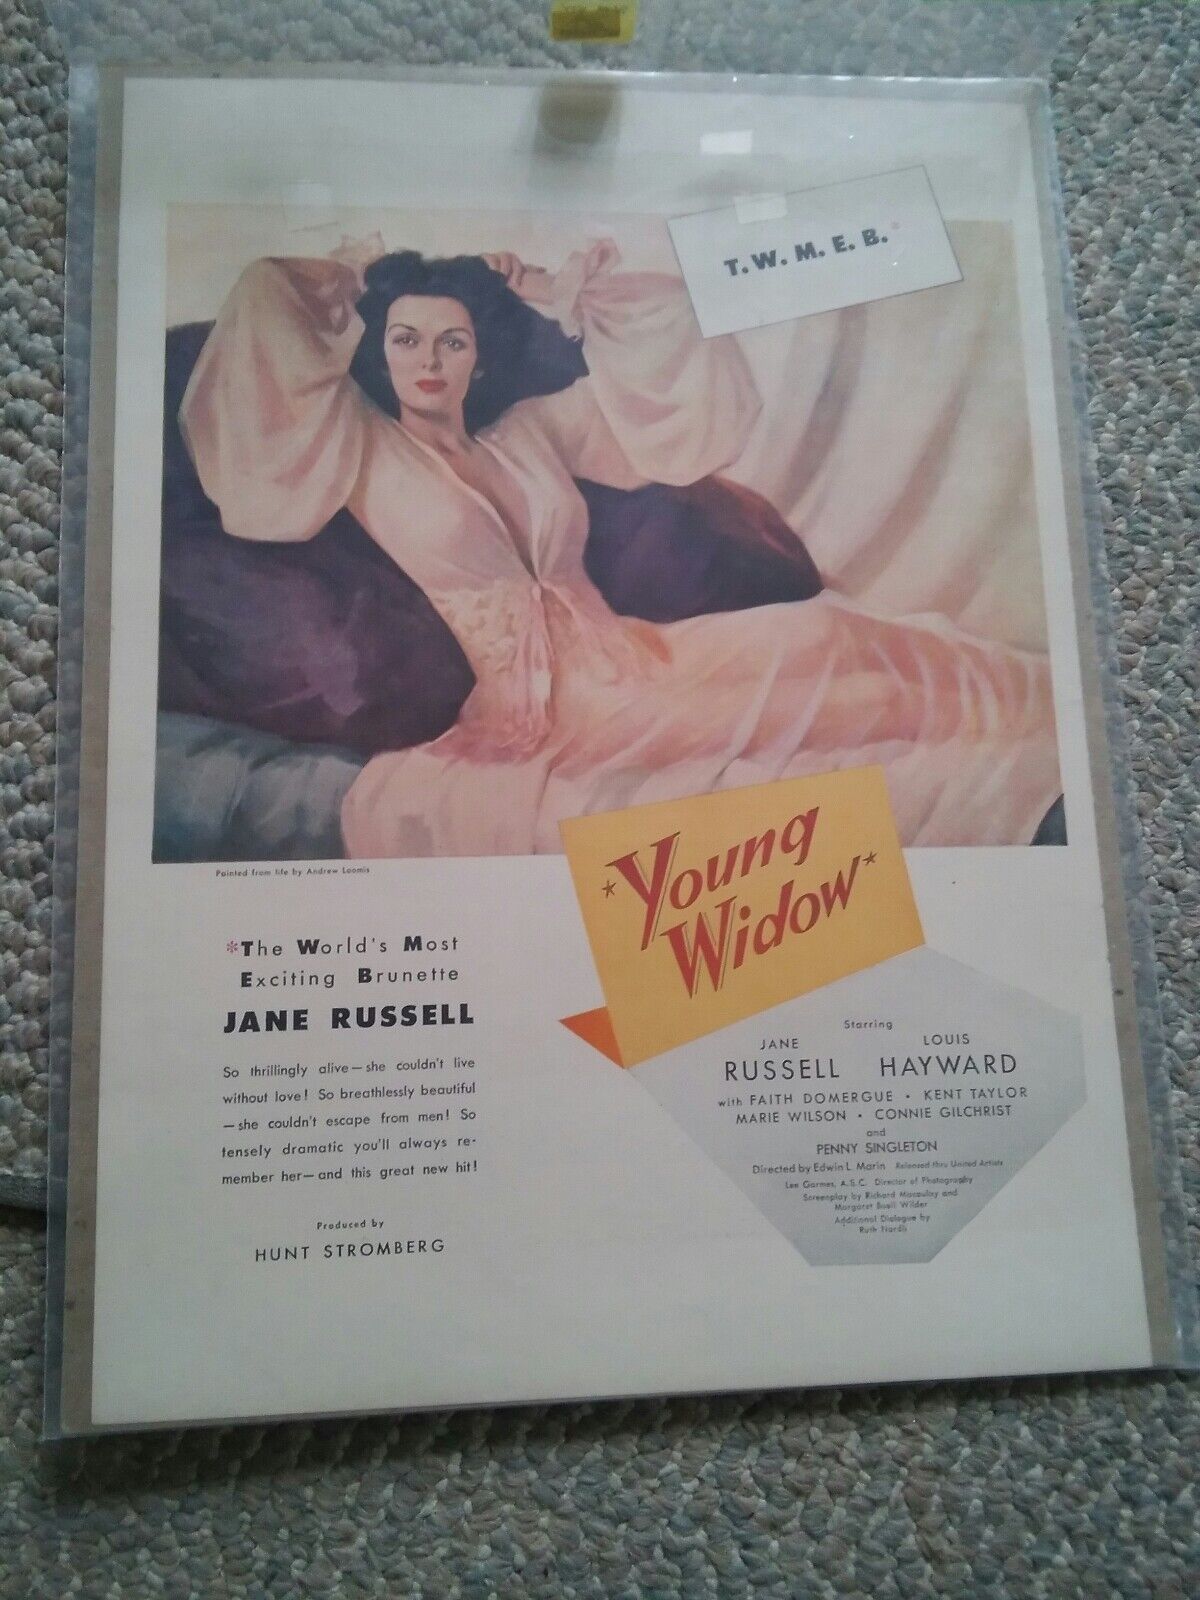 T. W. M. E. B.*
Painted from life by Andrew Loomis
*Young
Widow*
*The World's Most
Exciting Brunette
JANE RUSSELL
So thrillingly alive—she couldn't live
without love! So breathlessly beautiful
—she couldn't escape from men! So
tensely dramatic you'll always re-
member her—and this great new hit!
Produced by
HUNT STROMBERG
Starring
JANE LOUIS
RUSSELL HAYWARD
with FAITH DOMERGUE • KENT TAYLOR
MARIE WILSON • CONNIE GILCHRIST
and
PENNY SINGLETON
Directed by Edwin L. Marin Released thru United Artists
Lee Garmes, A.S.C. Director of Photography
Screenplay by Richard Macaulay and
Margaret Buell Wilder
Additional Dialogue by
Ruth Nordli